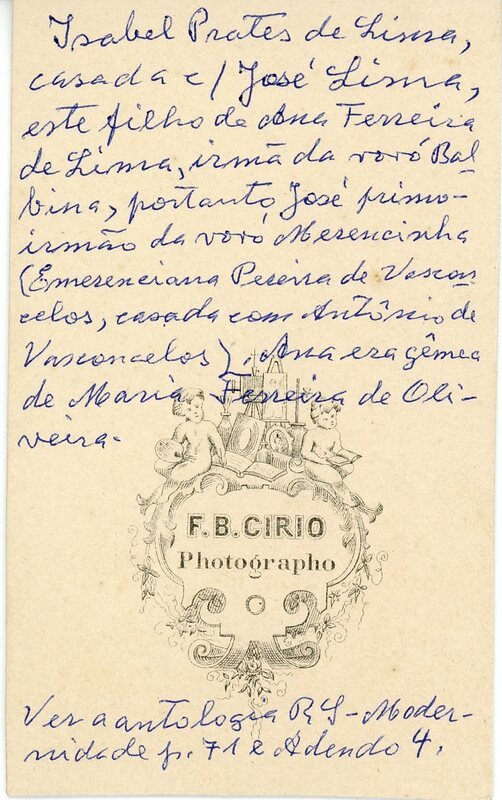 Isabel Prates de Lima,
casada c/ José Lima,
este filho de Ana Ferreira
de Lima, irmã da vovó Bal-
bina, portanto, José primo-
irmão da vovó Merencinha
(Emerenciana Pereira de Vascon
celos, casada com Antônio de
Vasconcelos). Ana era gêmea
de Maria Ferreira de Oli-
veira.
F.B.CIRIO
Photographo
Ver a antologia RS-Moder-
nidade p. 71 e Adendo 4.